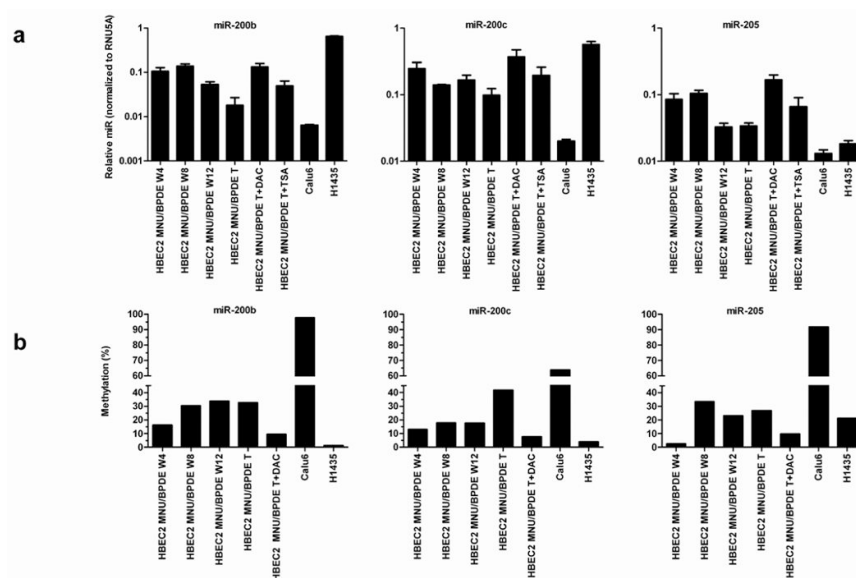 a
miR-200b
miR-200c
miR-205
Relative miR (normalized to RNU5A)
1
0.1
0.01
0.001
1
0.1
0.01
1
0.1
0.01
HBEC2 MNU/BPDE W4
HBEC2 MNU/BPDE W8
HBEC2 MNU/BPDE W12
HBEC2 MNU/BPDE T
HBEC2 MNU/BPDE T+DAC
HBEC2 MNU/BPDE T+TSA
Calu6
H1435
HBEC2 MNU/BPDE W4
HBEC2 MNU/BPDE W8
HBEC2 MNU/BPDE W12
HBEC2 MNU/BPDE T
HBEC2 MNU/BPDE T+DAC
HBEC2 MNU/BPDE T+TSA
Calu6
H1435
HBEC2 MNU/BPDE W4
HBEC2 MNU/BPDE W8
HBEC2 MNU/BPDE W12
HBEC2 MNU/BPDE T
HBEC2 MNU/BPDE T+DAC
HBEC2 MNU/BPDE T+TSA
Calu6
H1435
b
miR-200b
miR-200c
miR-205
Methylation (%)
100
90
80
70
60
50
40
30
20
10
0
100
90
80
70
60
50
40
30
20
10
0
100
90
80
70
60
50
40
30
20
10
0
HBEC2 MNU/BPDE W4
HBEC2 MNU/BPDE W8
HBEC2 MNU/BPDE W12
HBEC2 MNU/BPDE T
HBEC2 MNU/BPDE T+DAC
Calu6
H1435
HBEC2 MNU/BPDE W4
HBEC2 MNU/BPDE W8
HBEC2 MNU/BPDE W12
HBEC2 MNU/BPDE T
HBEC2 MNU/BPDE T+DAC
Calu6
H1435
HBEC2 MNU/BPDE W4
HBEC2 MNU/BPDE W8
HBEC2 MNU/BPDE W12
HBEC2 MNU/BPDE T
HBEC2 MNU/BPDE T+DAC
Calu6
H1435